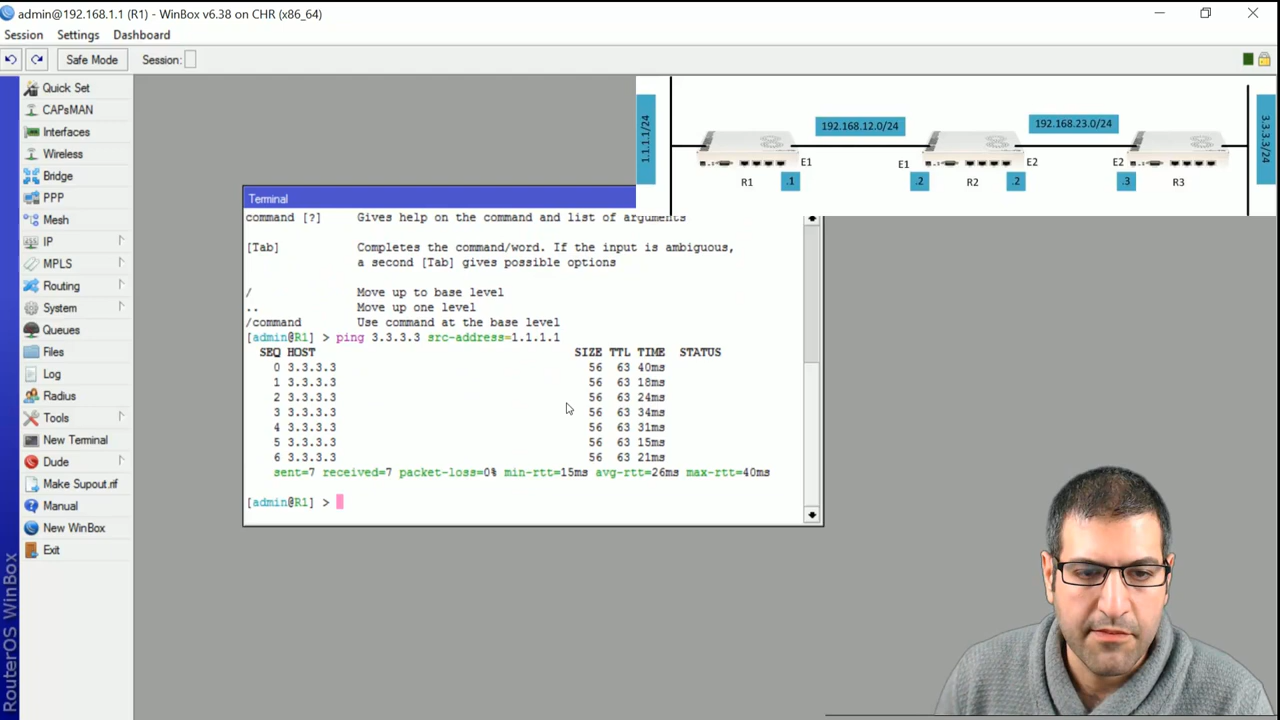 admin@192.168.1.1 (R1) - WinBox v6.38 on CHR (x86_64)
Session Settings Dashboard
Safe Mode Session:
Quick Set
CAPsMAN
Interfaces
Wireless
Bridge
PPP
Mesh
IP
MPLS
Routing
System
Queues
Files
Log
Radius
Tools
New Terminal
Dude
Make Supout.rif
Manual
New WinBox
Exit
RouterOS WinBox
1.1.1.1/24
192.168.12.0/24
192.168.23.0/24
3.3.3.3/24
E1 E1 E2 E2
R1 .1 .2 R2 .2 .3 R3
Terminal
command [?] Gives help on the command and list of arguments
[Tab] Completes the command/word. If the input is ambiguous,
a second [Tab] gives possible options
/ Move up to base level
.. Move up one level
/command Use command at the base level
[admin@R1] > ping 3.3.3.3 src-address=1.1.1.1
SEQ HOST SIZE TTL TIME STATUS
0 3.3.3.3 56 63 40ms
1 3.3.3.3 56 63 18ms
2 3.3.3.3 56 63 24ms
3 3.3.3.3 56 63 34ms
4 3.3.3.3 56 63 31ms
5 3.3.3.3 56 63 15ms
6 3.3.3.3 56 63 21ms
sent=7 received=7 packet-loss=0% min-rtt=15ms avg-rtt=26ms max-rtt=40ms
[admin@R1] >